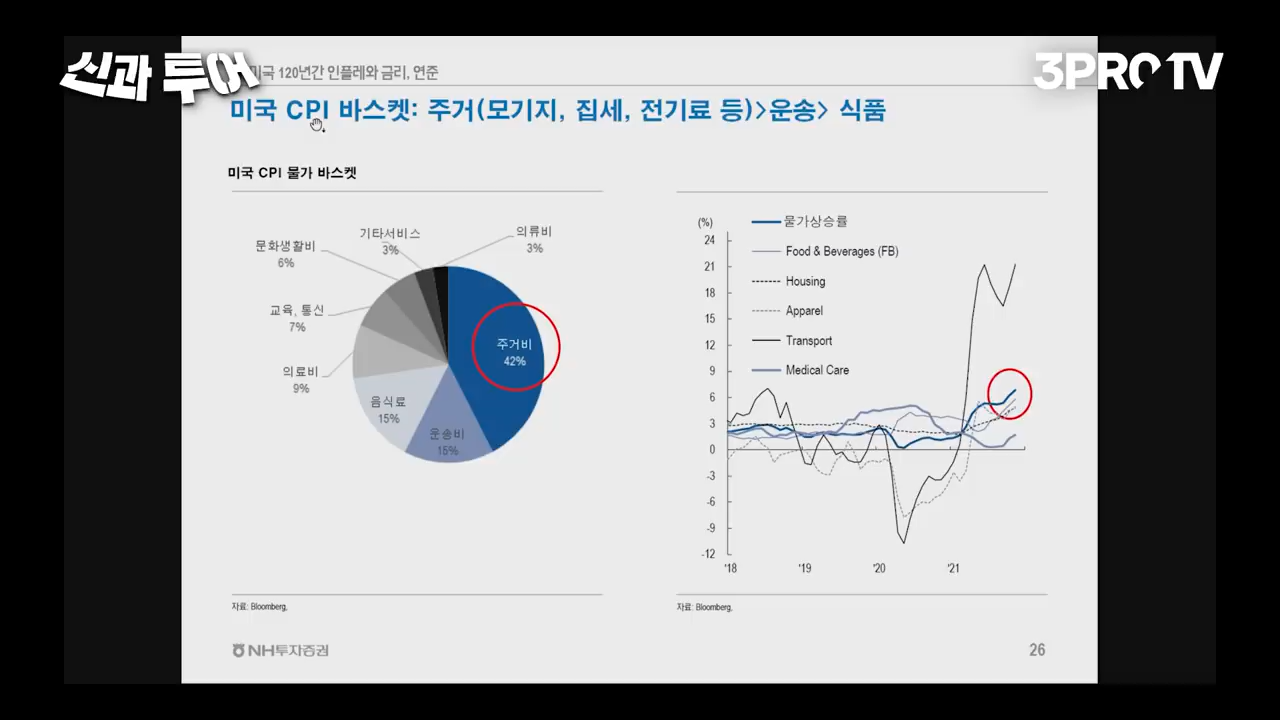 신과 투어
3PROTV
미국 120년간 인플레와 금리, 연준
미국 CPI 바스켓: 주거(모기지, 집세, 전기료 등)>운송> 식품
미국 CPI 물가 바스켓
기타서비스
3%
의류비
3%
문화생활비
6%
교육, 통신
7%
주거비
42%
의료비
9%
음식료
15%
운송비
15%
자료: Bloomberg,
(%)
24
21
18
15
12
9
6
3
0
-3
-6
-9
-12
물가상승률
Food & Beverages (FB)
Housing
Apparel
Transport
Medical Care
'18
'19
'20
'21
자료: Bloomberg,
NH투자증권
26